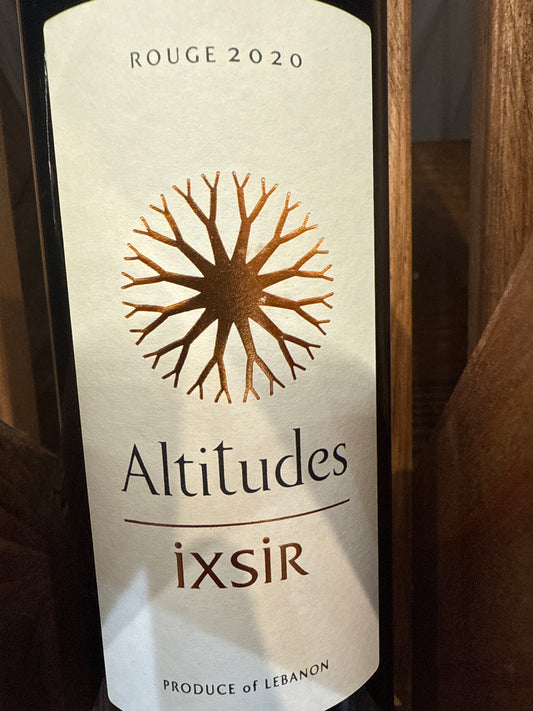 ROUGE 2020
Altitudes
ixsiR
PRODUCE of LEBANON